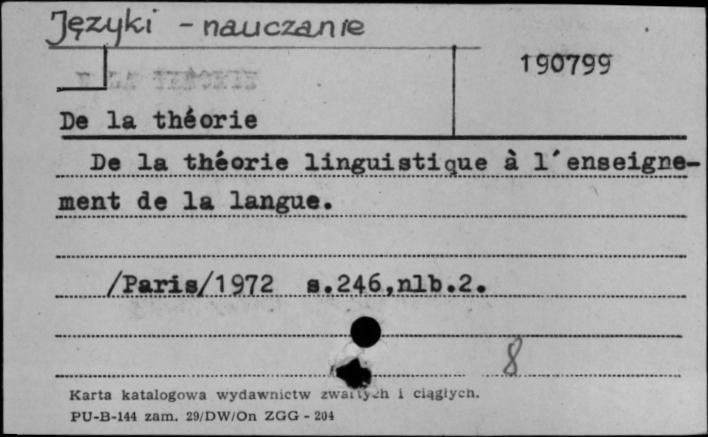 Języki - nauczanie
190799
De la théorie
De la théorie linguistique à l'enseigne-
ment de la langue.
/Paris/1972 s.246,nlb.2.
8
Karta katalogowa wydawnictw zwartych i ciągłych.
PU-B-144 zam. 29/DW/On ZGG - 204